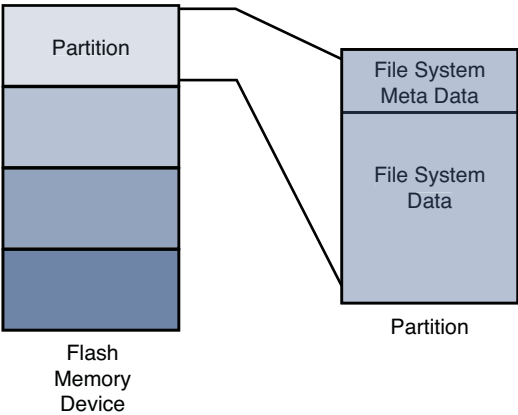 Partition
File System
Meta Data
File System
Data
Partition
Flash
Memory
Device